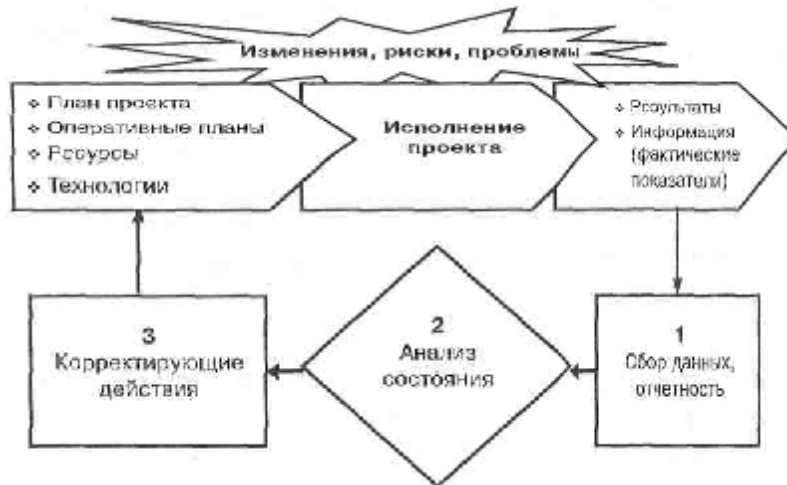 Изменения, риски, проблемы
❖ План проекта
❖ Оперативные планы
❖ Ресурсы
❖ Технологии
Исполнение
проекта
❖ Результаты
❖ Информация
(фактические
показатели)
3
Корректирующие
действия
2
Анализ
состояния
1
Сбор данных,
отчетность